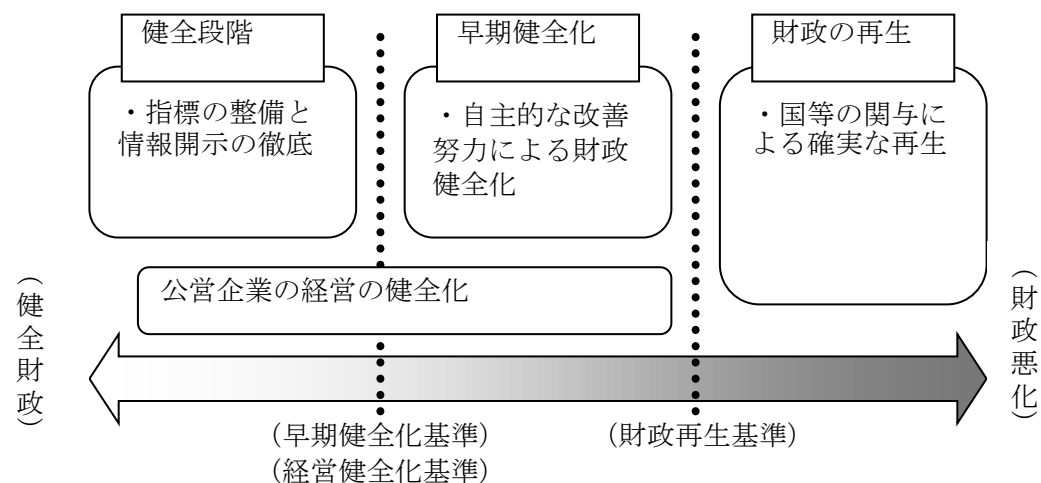 健全段階
・指標の整備と
情報開示の徹底
早期健全化
・自主的な改善
努力による財政
健全化
財政の再生
・国等の関与に
よる確実な再生
公営企業の経営の健全化
（健全財政）
（財政悪化）
（早期健全化基準）
（経営健全化基準）
（財政再生基準）